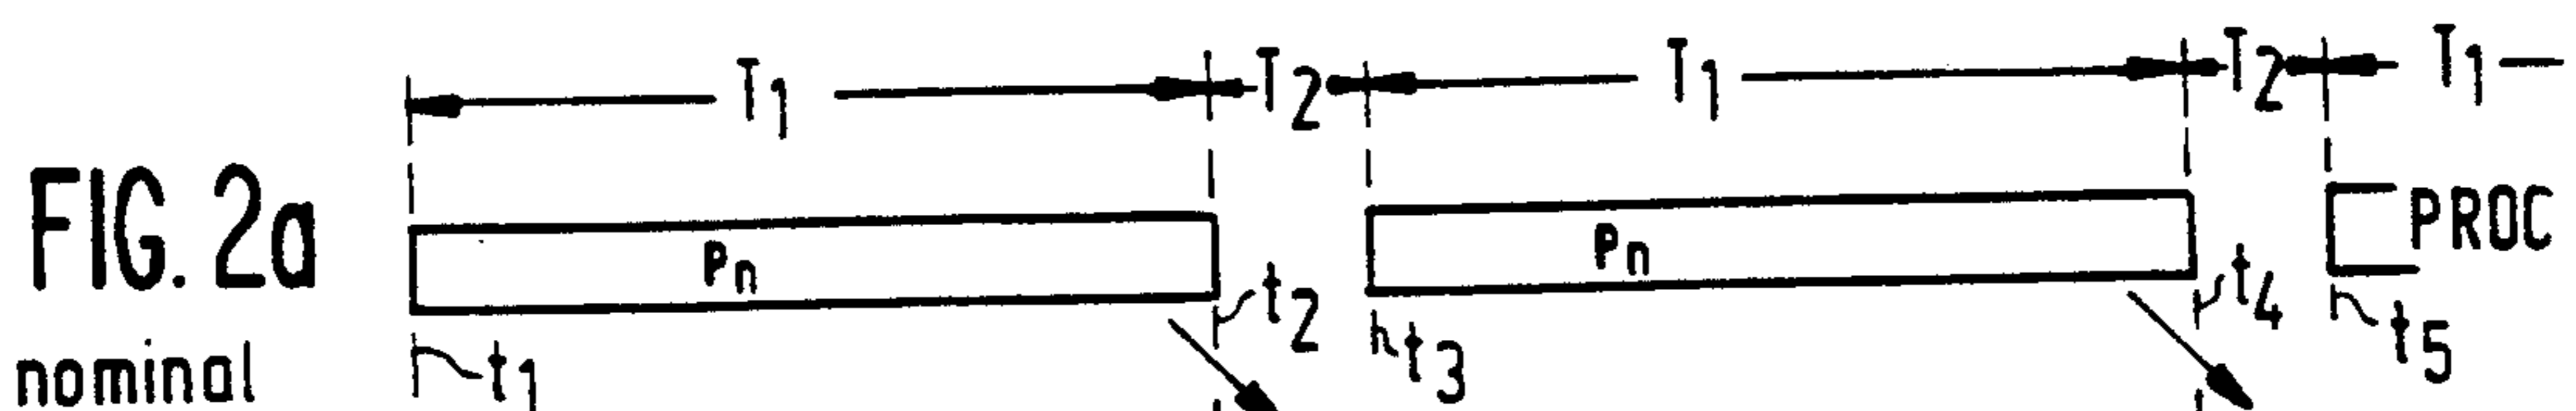 T1 T2 T1 T2 T1
FIG. 2a
Pn Pn PROC
t1 t2 t3 t4 t5
nominal